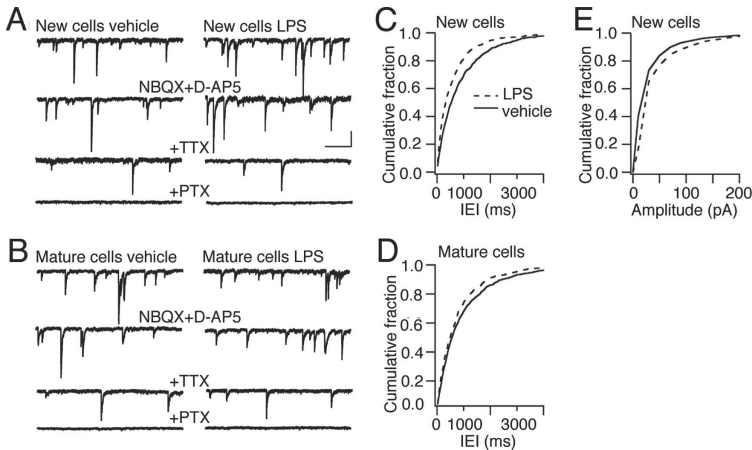 A
New cells vehicle
New cells LPS
NBQX+D-AP5
+TTX
+PTX
B
Mature cells vehicle
Mature cells LPS
NBQX+D-AP5
+TTX
+PTX
C
New cells
Cumulative fraction
1.0
0.8
0.6
0.4
0.2
0.0
LPS
vehicle
0 1000 3000
IEI (ms)
D
Mature cells
Cumulative fraction
1.0
0.8
0.6
0.4
0.2
0.0
0 1000 3000
IEI (ms)
E
New cells
Cumulative fraction
1.0
0.8
0.6
0.4
0.2
0.0
0 100 200
Amplitude (pA)